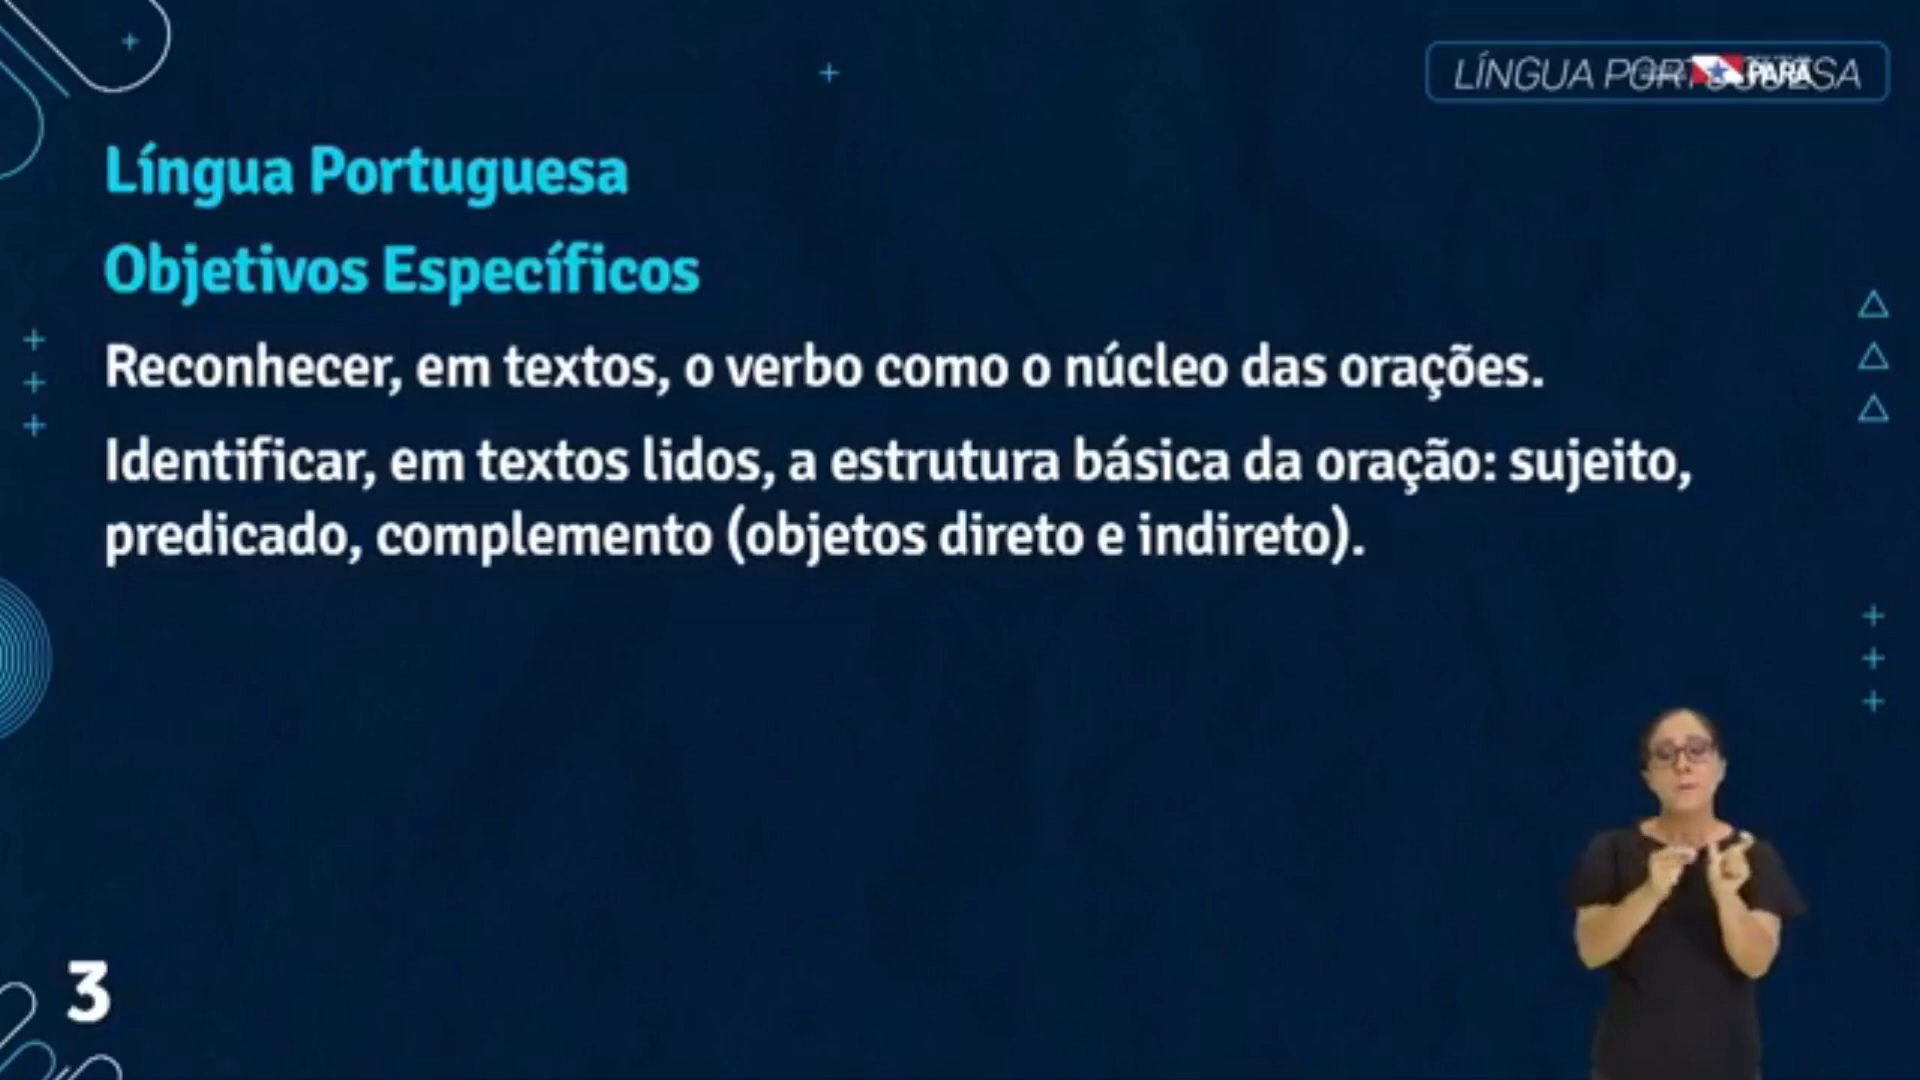 LÍNGUA PORTUGUESA
PARÁ
Língua Portuguesa
Objetivos Específicos
Reconhecer, em textos, o verbo como o núcleo das orações.
Identificar, em textos lidos, a estrutura básica da oração: sujeito,
predicado, complemento (objetos direto e indireto).
3